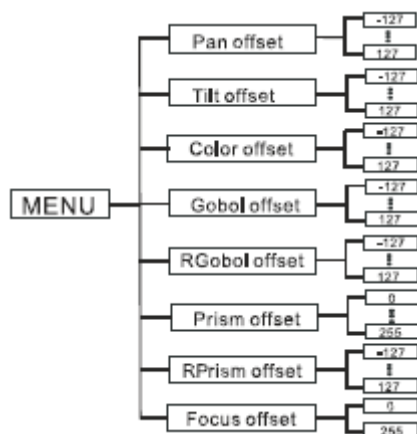 MENU
Pan offset
-127
127
Tilt offset
-127
127
Color offset
-127
127
Gobol offset
-127
127
RGobol offset
-127
127
Prism offset
0
255
RPrism offset
-127
127
Focus offset
0
255